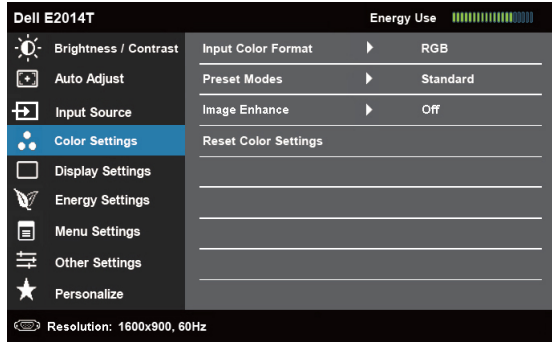 Dell E2014T Energy Use
Brightness / Contrast Input Color Format RGB
Auto Adjust Preset Modes Standard
Input Source Image Enhance Off
Color Settings Reset Color Settings
Display Settings
Energy Settings
Menu Settings
Other Settings
Personalize
Resolution: 1600x900, 60Hz